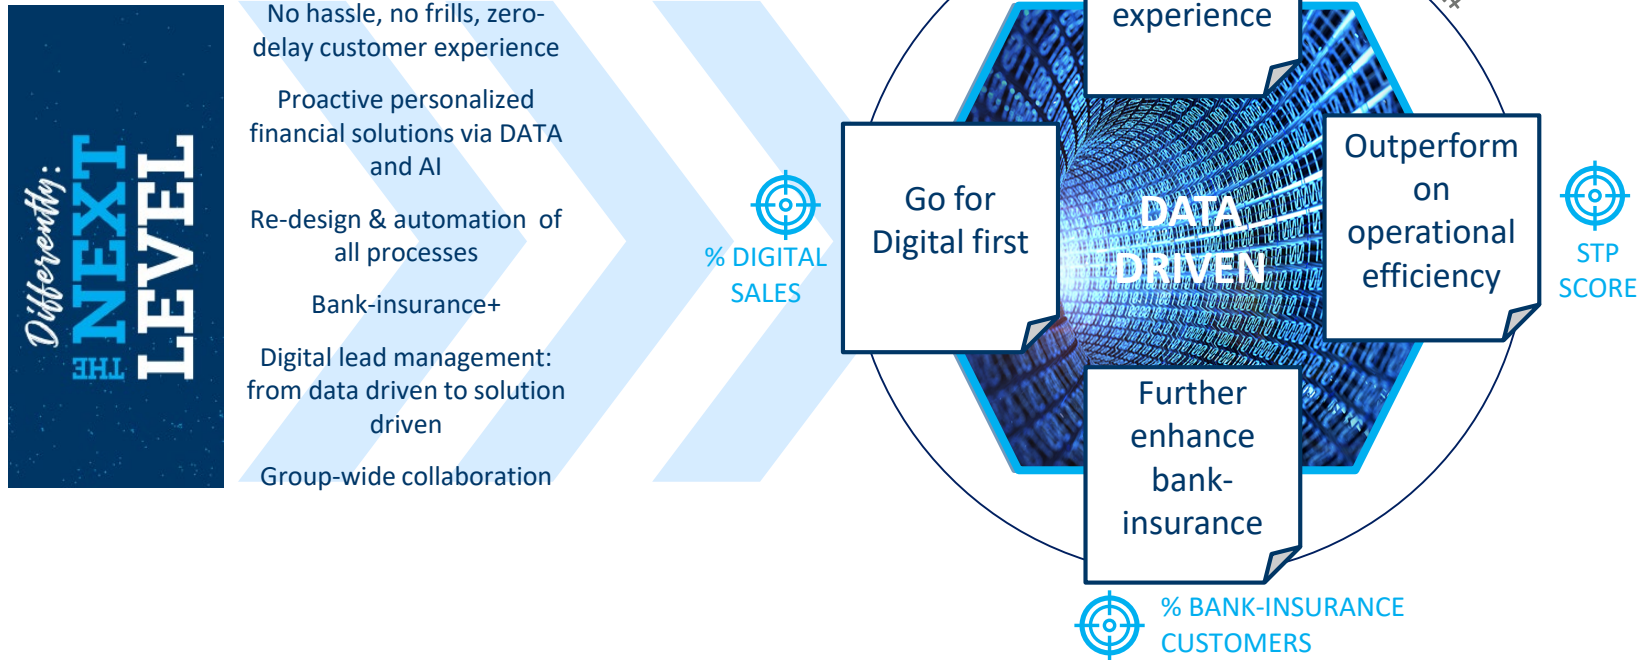 Differently:
THE NEXT
LEVEL
No hassle, no frills, zero-
delay customer experience
Proactive personalized
financial solutions via DATA
and AI
Re-design & automation of
all processes
Bank-insurance+
Digital lead management:
from data driven to solution
driven
Group-wide collaboration
experience
% DIGITAL
SALES
Go for
Digital first
DATA
DRIVEN
Outperform
on
operational
efficiency
STP
SCORE
Further
enhance
bank-
insurance
% BANK-INSURANCE
CUSTOMERS